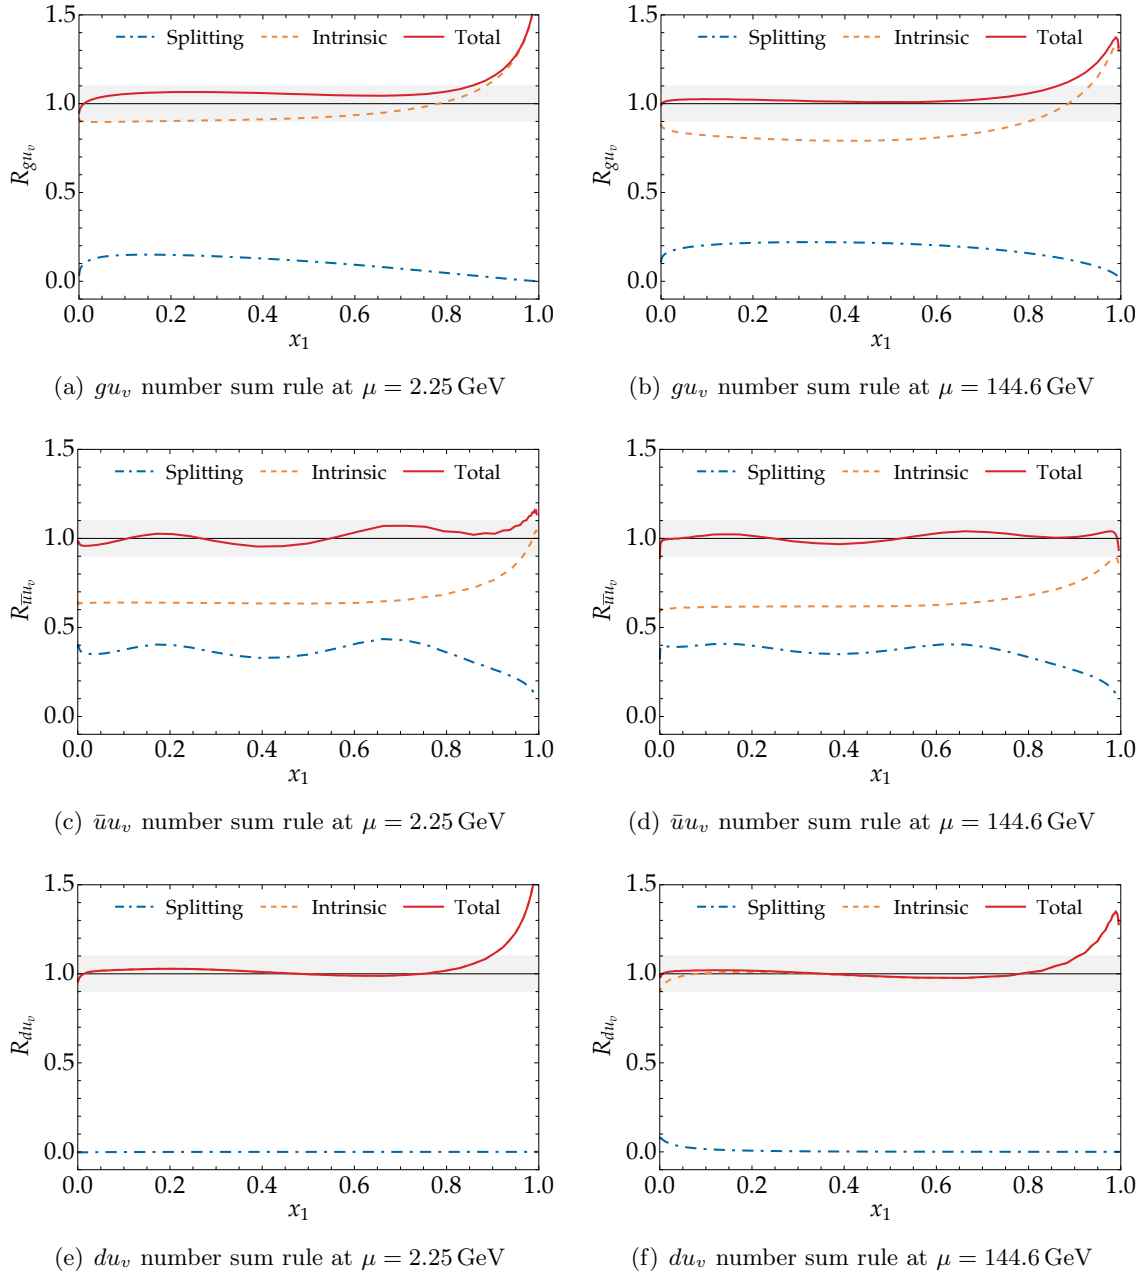 Splitting Intrinsic Total
1.5
1.0
0.5
0.0
R_{gu_v}
0.0 0.2 0.4 0.6 0.8 1.0
x₁
(a) gu_v number sum rule at μ = 2.25 GeV
Splitting Intrinsic Total
1.5
1.0
0.5
0.0
R_{gu_v}
0.0 0.2 0.4 0.6 0.8 1.0
x₁
(b) gu_v number sum rule at μ = 144.6 GeV
Splitting Intrinsic Total
1.5
1.0
0.5
0.0
R_{ūu_v}
0.0 0.2 0.4 0.6 0.8 1.0
x₁
(c) ūu_v number sum rule at μ = 2.25 GeV
Splitting Intrinsic Total
1.5
1.0
0.5
0.0
R_{ūu_v}
0.0 0.2 0.4 0.6 0.8 1.0
x₁
(d) ūu_v number sum rule at μ = 144.6 GeV
Splitting Intrinsic Total
1.5
1.0
0.5
0.0
R_{du_v}
0.0 0.2 0.4 0.6 0.8 1.0
x₁
(e) du_v number sum rule at μ = 2.25 GeV
Splitting Intrinsic Total
1.5
1.0
0.5
0.0
R_{du_v}
0.0 0.2 0.4 0.6 0.8 1.0
x₁
(f) du_v number sum rule at μ = 144.6 GeV